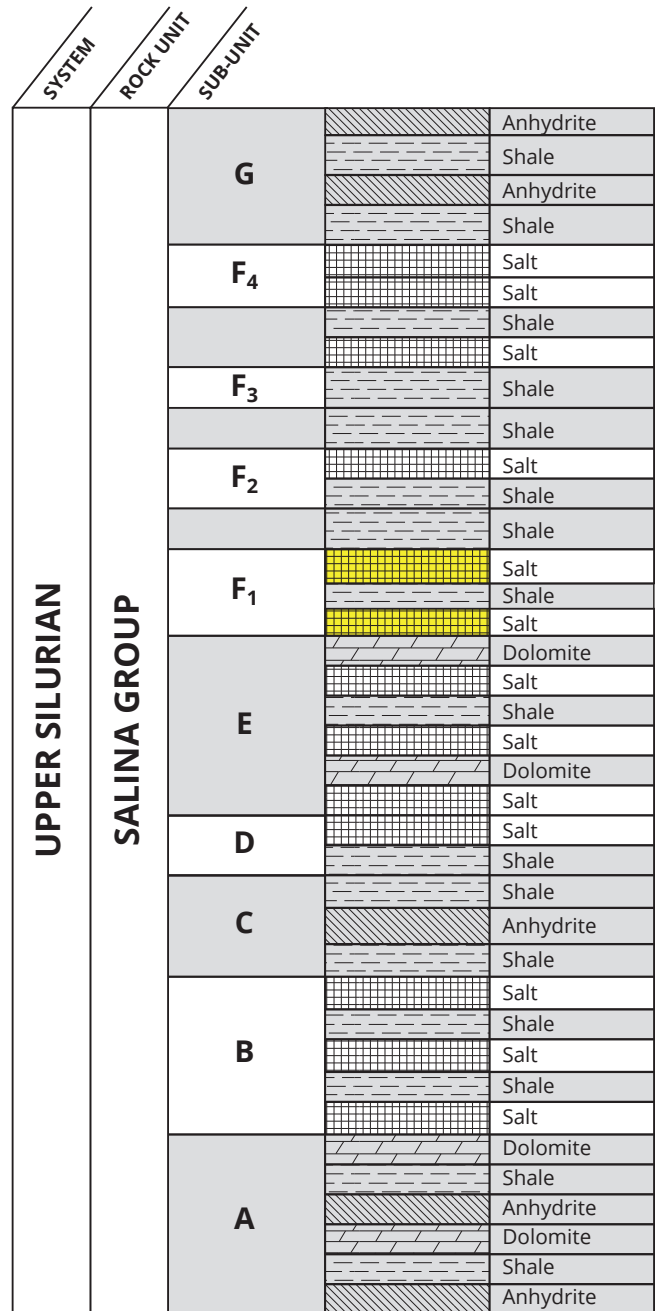 SYSTEM
ROCK UNIT
SUB-UNIT
UPPER SILURIAN
SALINA GROUP
G
Anhydrite
Shale
Anhydrite
Shale
F4
Salt
Salt
Shale
Salt
F3
Shale
Shale
F2
Salt
Shale
Shale
F1
Salt
Shale
Salt
E
Dolomite
Salt
Shale
Salt
Dolomite
Salt
D
Salt
Shale
C
Shale
Anhydrite
Shale
B
Salt
Shale
Salt
Shale
Salt
A
Dolomite
Shale
Anhydrite
Dolomite
Shale
Anhydrite